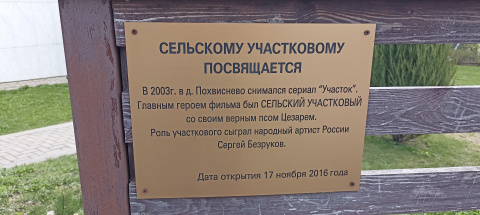 СЕЛЬСКОМУ УЧАСТКОВОМУ
ПОСВЯЩАЕТСЯ
В 2003г. в д. Похвиснево снимался сериал "Участок".
Главным героем фильма был СЕЛЬСКИЙ УЧАСТКОВЫЙ
со своим верным псом Цезарем.
Роль участкового сыграл народный артист России
Сергей Безруков.
Дата открытия 17 ноября 2016 года